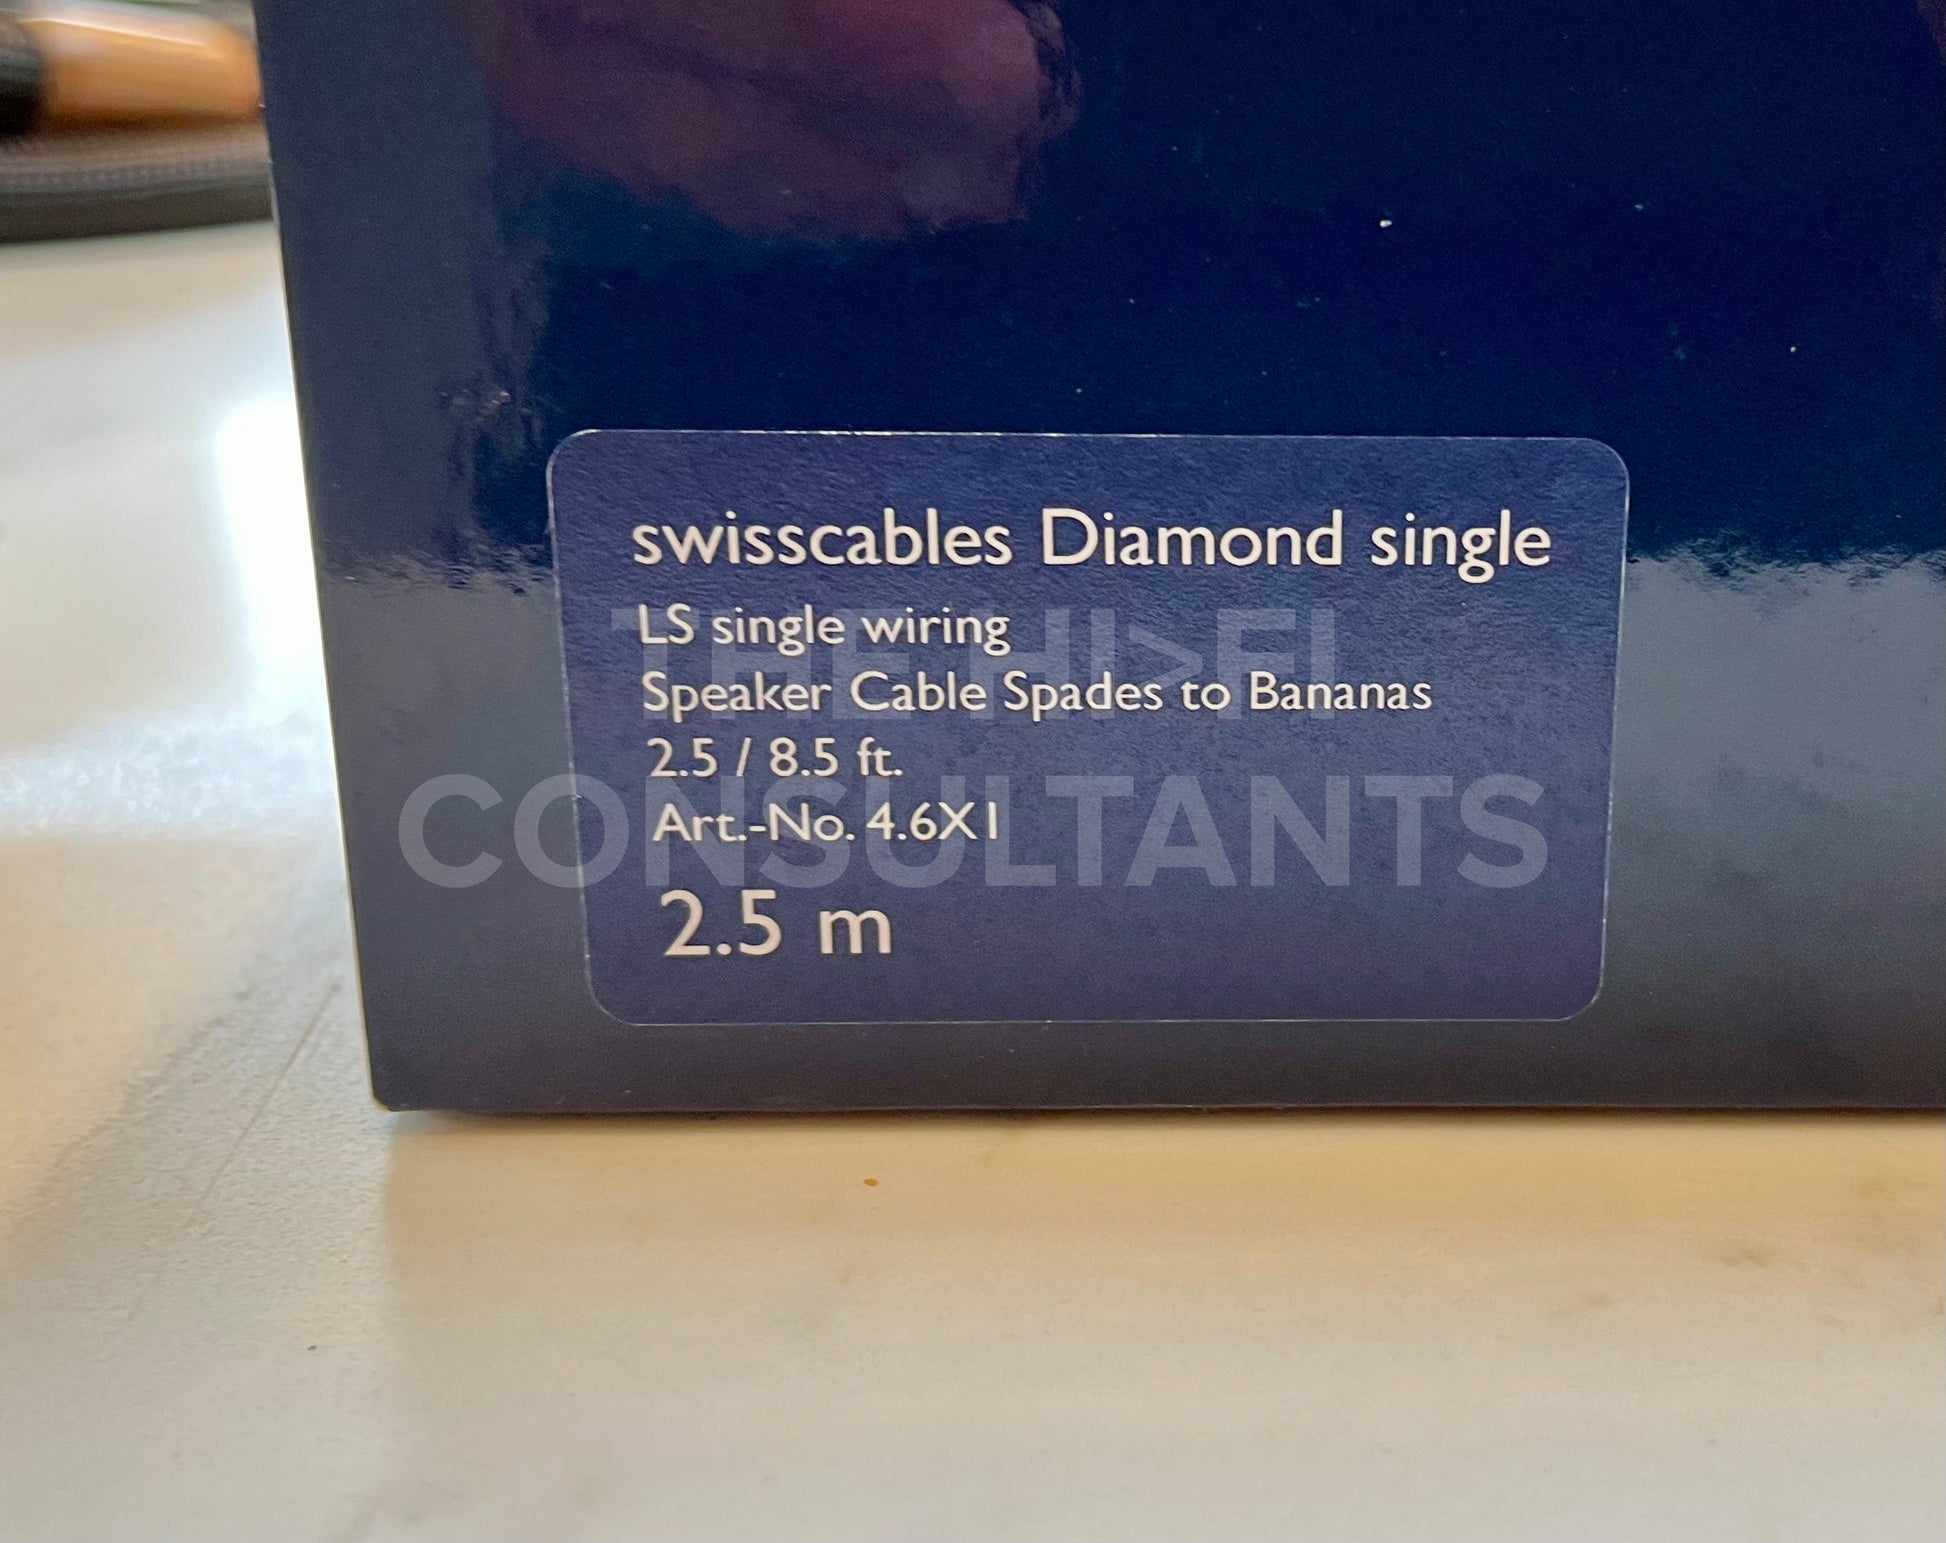 swisscables Diamond single
LS single wiring
Speaker Cable Spades to Bananas
2.5 / 8.5 ft.
Art.-No. 4.6X1
2.5 m
THE HI>FI
CONSULTANTS